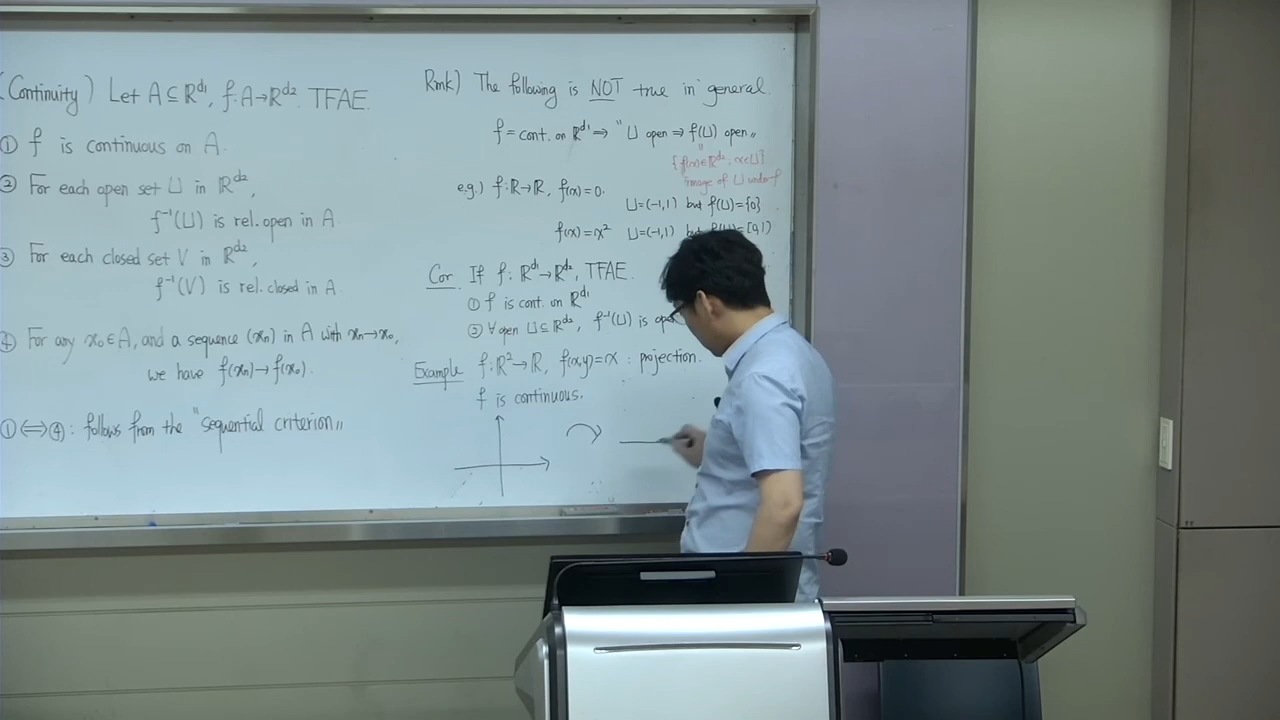 (Continuity) Let A⊆ℝ^d1, f:A→ℝ^d2. TFAE.
① f is continuous on A.
② For each open set U in ℝ^d2,
f⁻¹(U) is rel. open in A
③ For each closed set V in ℝ^d2,
f⁻¹(V) is rel. closed in A.
④ For any x₀∈A, and a sequence (xn) in A with xn→x₀,
we have f(xn)→f(x₀).
①⟺④: follows from the "sequential criterion"
Rmk) The following is NOT true in general.
f=cont. on ℝ^d1 ⇒ "U open ⇒ f(U) open"
=
{f(x)∈ℝ^d2 : x∈U}
image of U under f
e.g.) f:ℝ→ℝ, f(x)=0.
U=(-1,1) but f(U)={0}
f(x)=x² U=(-1,1) but =[0,1)
Cor. If f:ℝ^d1→ℝ^d2, TFAE.
① f is cont. on ℝ^d1
② ∀open U⊆ℝ^d2, f⁻¹(U) is
Example f:ℝ²→ℝ, f(x,y)=x : projection.
f is continuous.